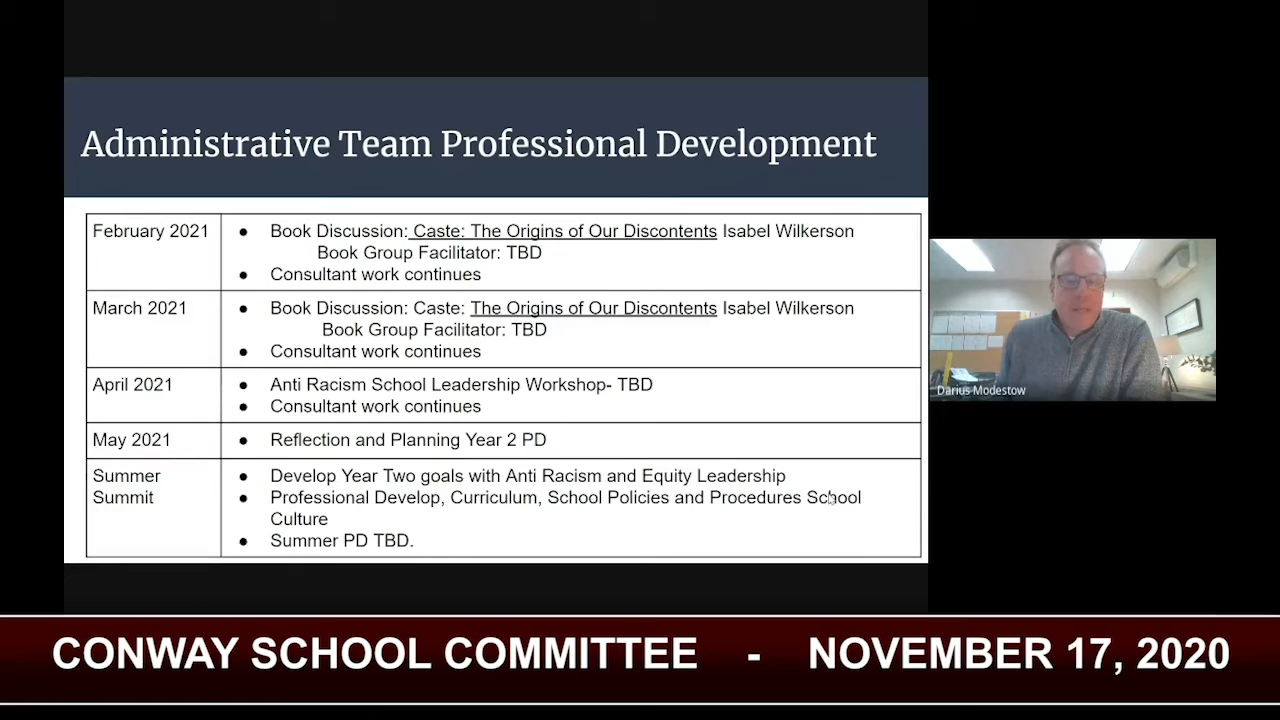 Administrative Team Professional Development
February 2021
● Book Discussion: Caste: The Origins of Our Discontents Isabel Wilkerson
Book Group Facilitator: TBD
● Consultant work continues
March 2021
● Book Discussion: Caste: The Origins of Our Discontents Isabel Wilkerson
Book Group Facilitator: TBD
● Consultant work continues
April 2021
● Anti Racism School Leadership Workshop- TBD
● Consultant work continues
May 2021
● Reflection and Planning Year 2 PD
Summer
Summit
● Develop Year Two goals with Anti Racism and Equity Leadership
● Professional Develop, Curriculum, School Policies and Procedures School
Culture
● Summer PD TBD.
Darius Modestow
CONWAY SCHOOL COMMITTEE - NOVEMBER 17, 2020